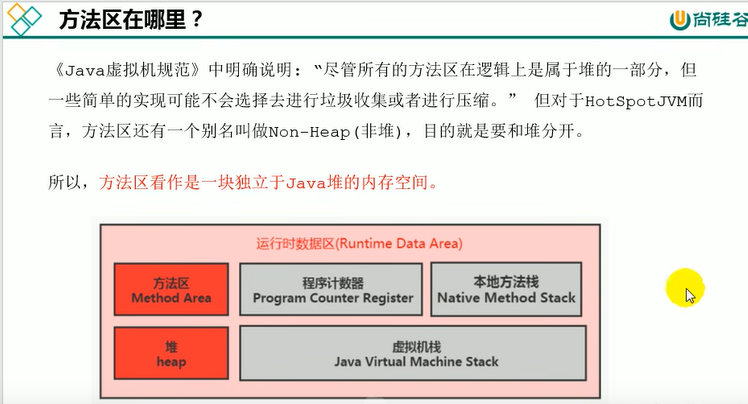 方法区在哪里？
尚硅谷
《Java虚拟机规范》中明确说明：“尽管所有的方法区在逻辑上是属于堆的一部分，但
一些简单的实现可能不会选择去进行垃圾收集或者进行压缩。” 但对于HotSpotJVM而
言，方法区还有一个别名叫做Non-Heap(非堆)，目的就是要和堆分开。
所以，方法区看作是一块独立于Java堆的内存空间。
运行时数据区(Runtime Data Area)
方法区
Method Area
程序计数器
Program Counter Register
本地方法栈
Native Method Stack
堆
heap
虚拟机栈
Java Virtual Machine Stack